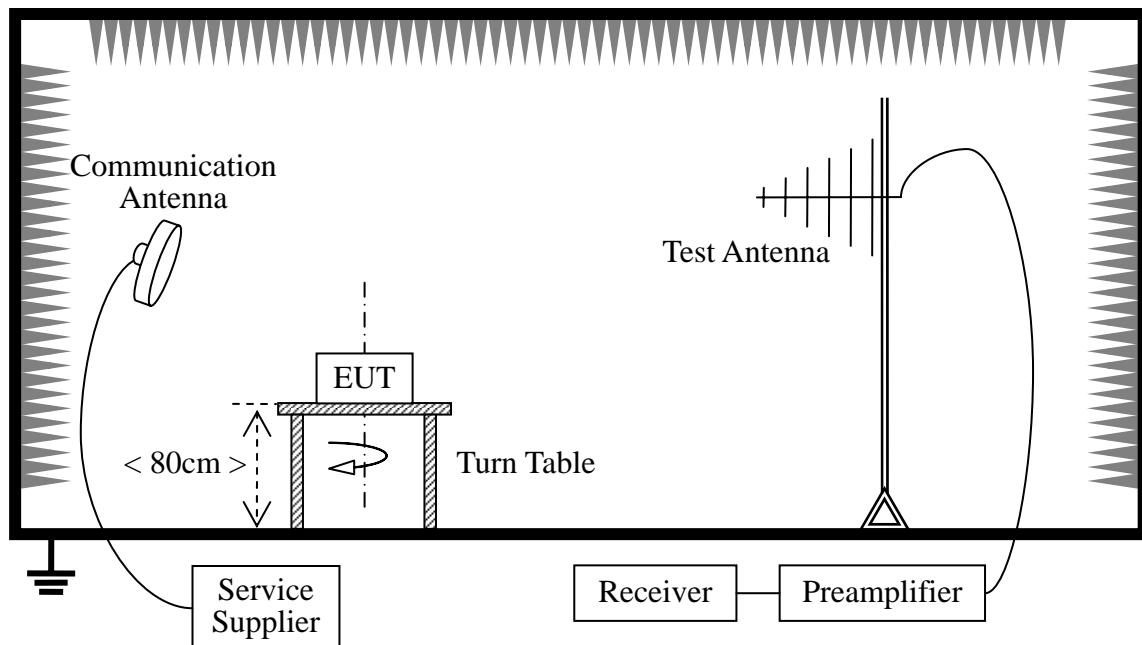 Communication
Antenna
Test Antenna
EUT
< 80cm >
Turn Table
Service
Supplier
Receiver
Preamplifier